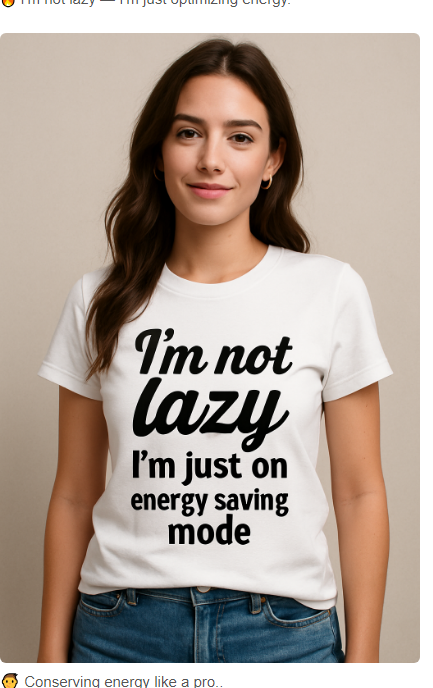 I'm not lazy — I'm just optimizing energy.
I'm not
lazy
I'm just on
energy saving
mode
Conserving energy like a pro..